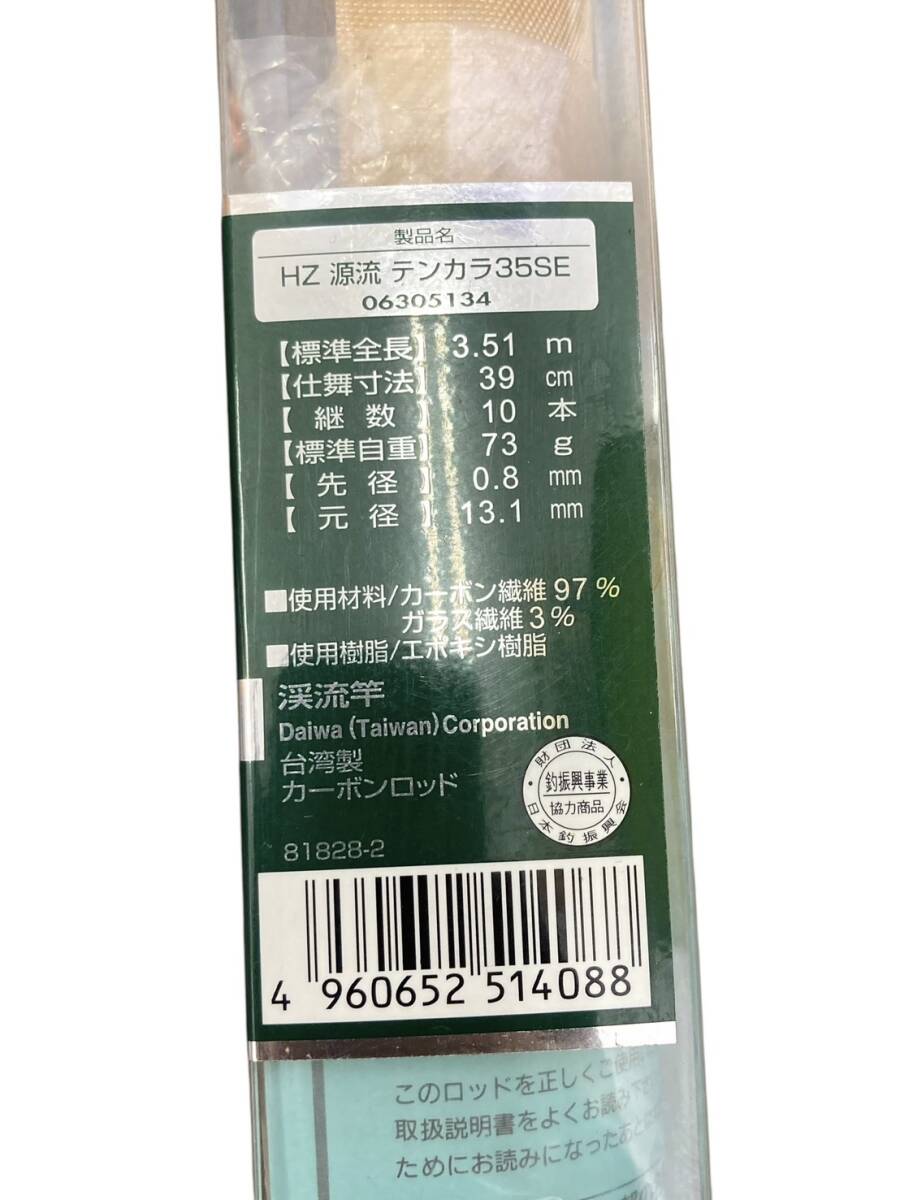 製品名
HZ 源流 テンカラ35SE
06305134
【標準全長】 3.51 m
【仕舞寸法】 39 cm
【 継 数 】 10 本
【標準自重】 73 g
【 先 径 】 0.8 mm
【 元 径 】 13.1 mm
■使用材料/カーボン繊維 97 %
ガラス繊維 3 %
■使用樹脂/エポキシ樹脂
渓流竿
Daiwa (Taiwan) Corporation
台湾製
カーボンロッド
財団法人
釣振興事業
協力商品
日本釣振興会
81828-2
4 960652 514088
このロッドを正しくご使用
取扱説明書をよくお読み下さ
ためにお読みになったあと